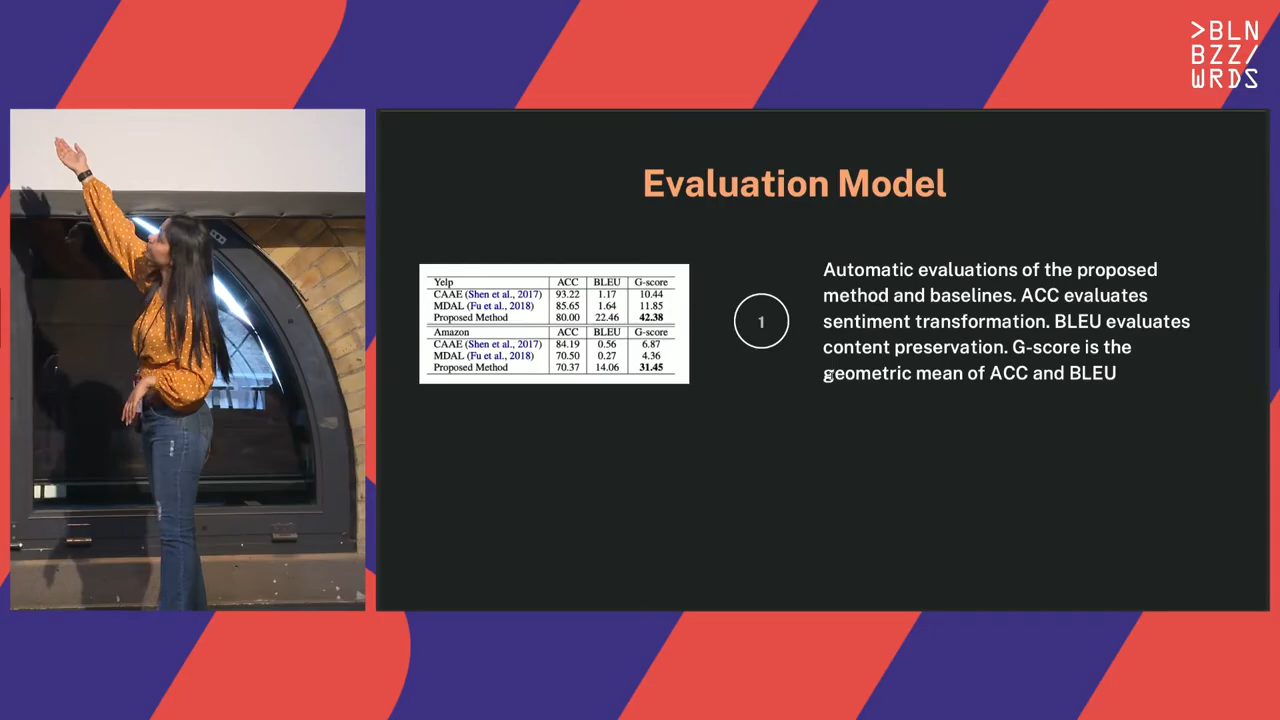 >BLN
BZZ/
WRDS
Evaluation Model
Yelp ACC BLEU G-score
CAAE (Shen et al., 2017) 93.22 1.17 10.44
MDAL (Fu et al., 2018) 85.65 1.64 11.85
Proposed Method 80.00 22.46 42.38
Amazon ACC BLEU G-score
CAAE (Shen et al., 2017) 84.19 0.56 6.87
MDAL (Fu et al., 2018) 70.50 0.27 4.36
Proposed Method 70.37 14.06 31.45
1
Automatic evaluations of the proposed
method and baselines. ACC evaluates
sentiment transformation. BLEU evaluates
content preservation. G-score is the
geometric mean of ACC and BLEU